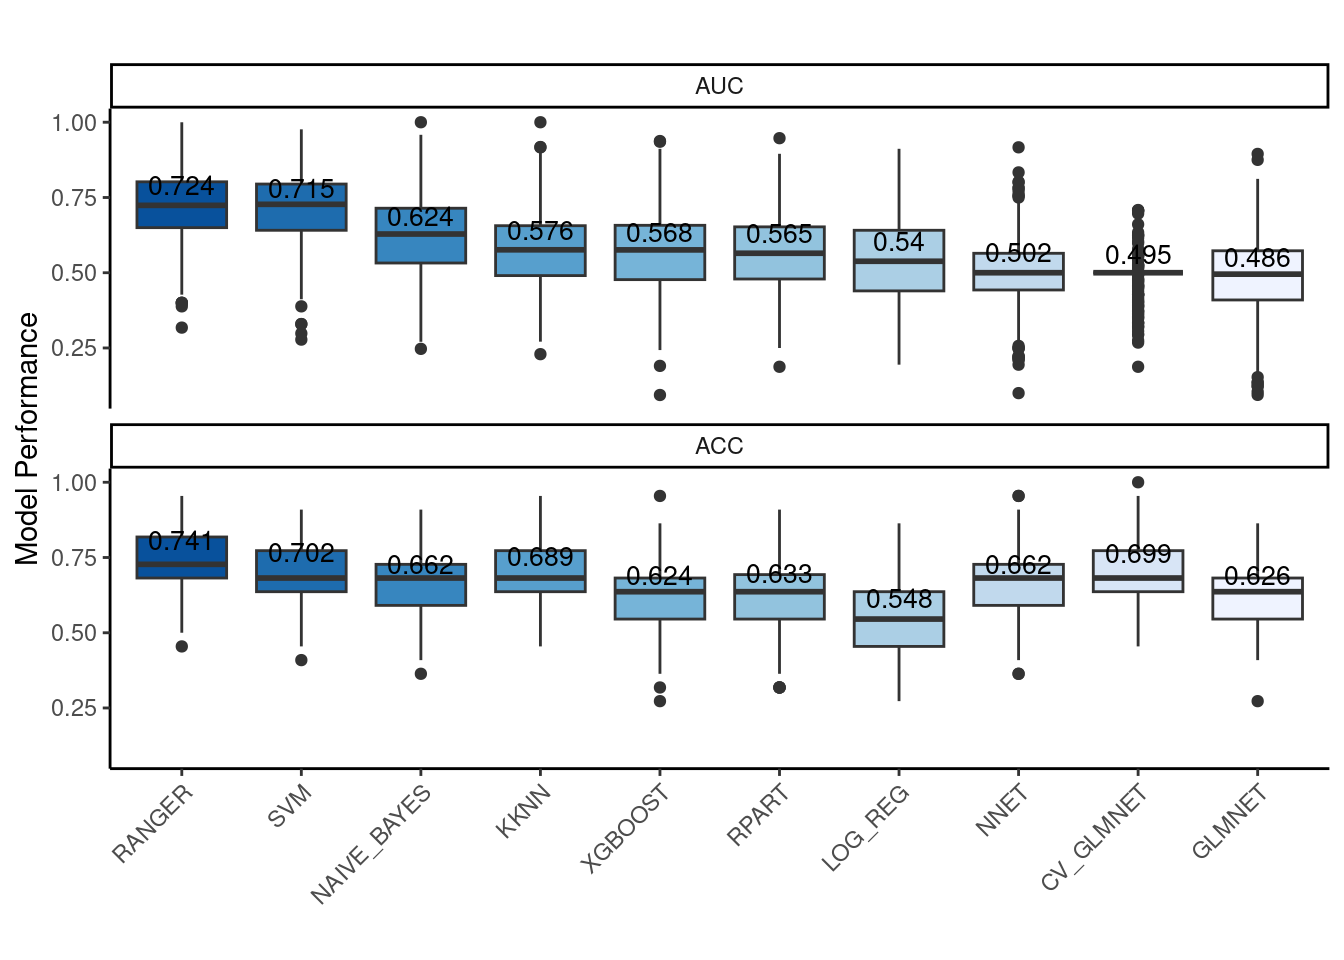 AUC
1.00
0.75
0.50
0.25
0.724 0.715 0.624 0.576 0.568 0.565 0.54 0.502 0.495 0.486
Model Performance
ACC
1.00
0.75
0.50
0.25
0.741 0.702 0.662 0.689 0.624 0.633 0.548 0.662 0.699 0.626
RANGER SVM NAIVE_BAYES KKNN XGBOOST RPART LOG_REG NNET CV_GLMNET GLMNET